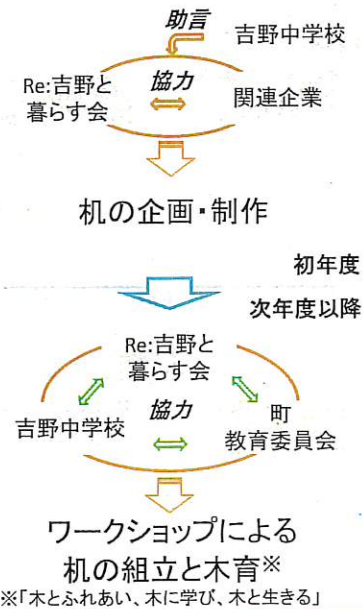 助言
吉野中学校
Re:吉野と
暮らす会
協力
関連企業
机の企画・制作
初年度
次年度以降
Re:吉野と
暮らす会
吉野中学校
協力
町
教育委員会
ワークショップによる
机の組立と木育※
※「木とふれあい、木に学び、木と生きる」